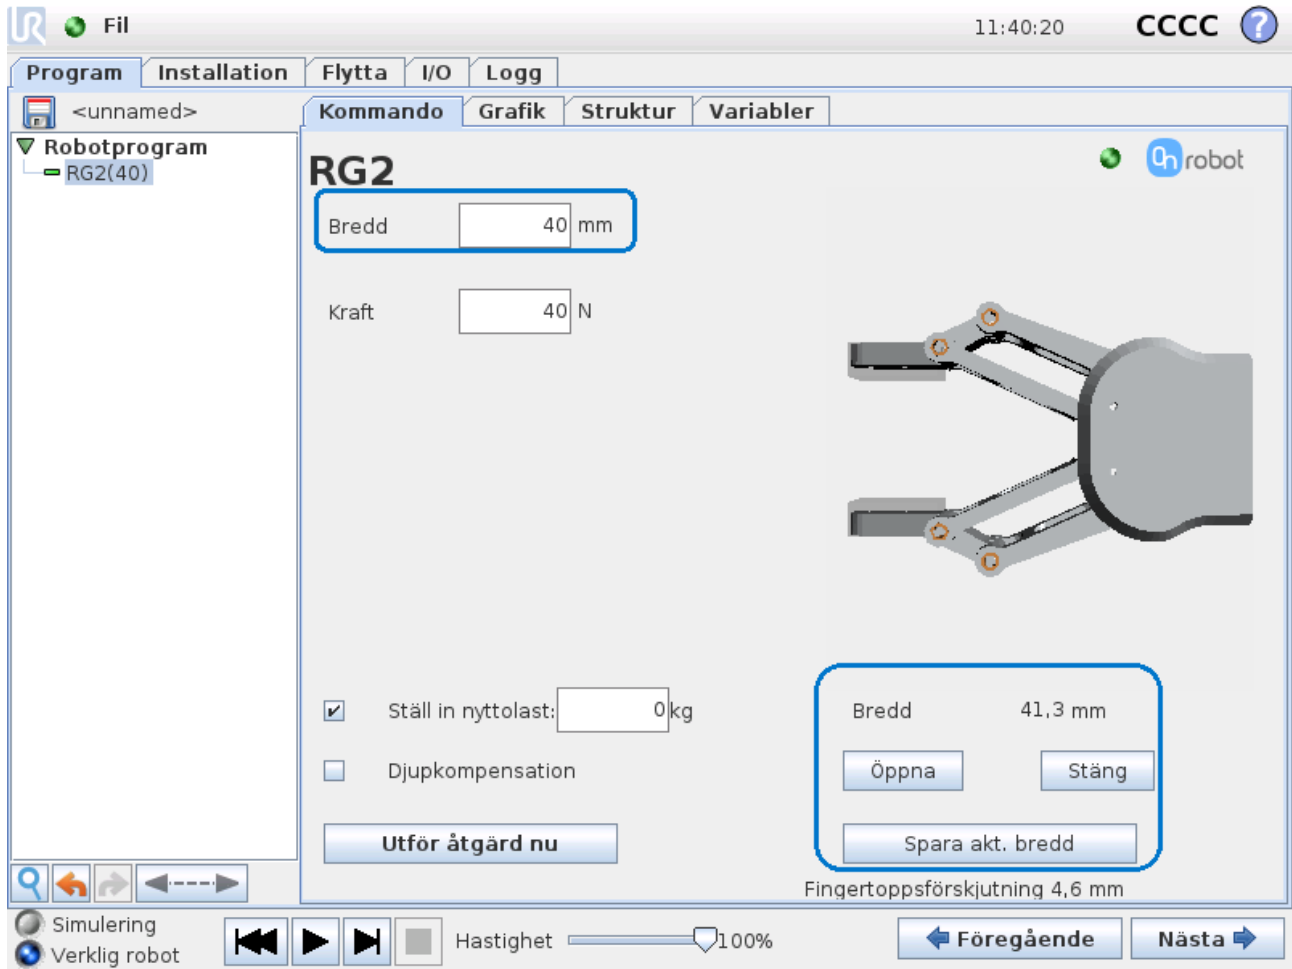 UR Fil 11:40:20 CCCC ?
Program Installation Flytta I/O Logg
<unnamed> Kommando Grafik Struktur Variabler
Robotprogram
RG2(40)
RG2
On robot
Bredd 40 mm
Kraft 40 N
Ställ in nyttolast: 0 kg
Bredd 41,3 mm
Djupkompensation
Öppna Stäng
Utför åtgärd nu
Spara akt. bredd
Fingertoppsförskjutning 4,6 mm
Simulering
Verklig robot
Hastighet 100%
Föregående Nästa